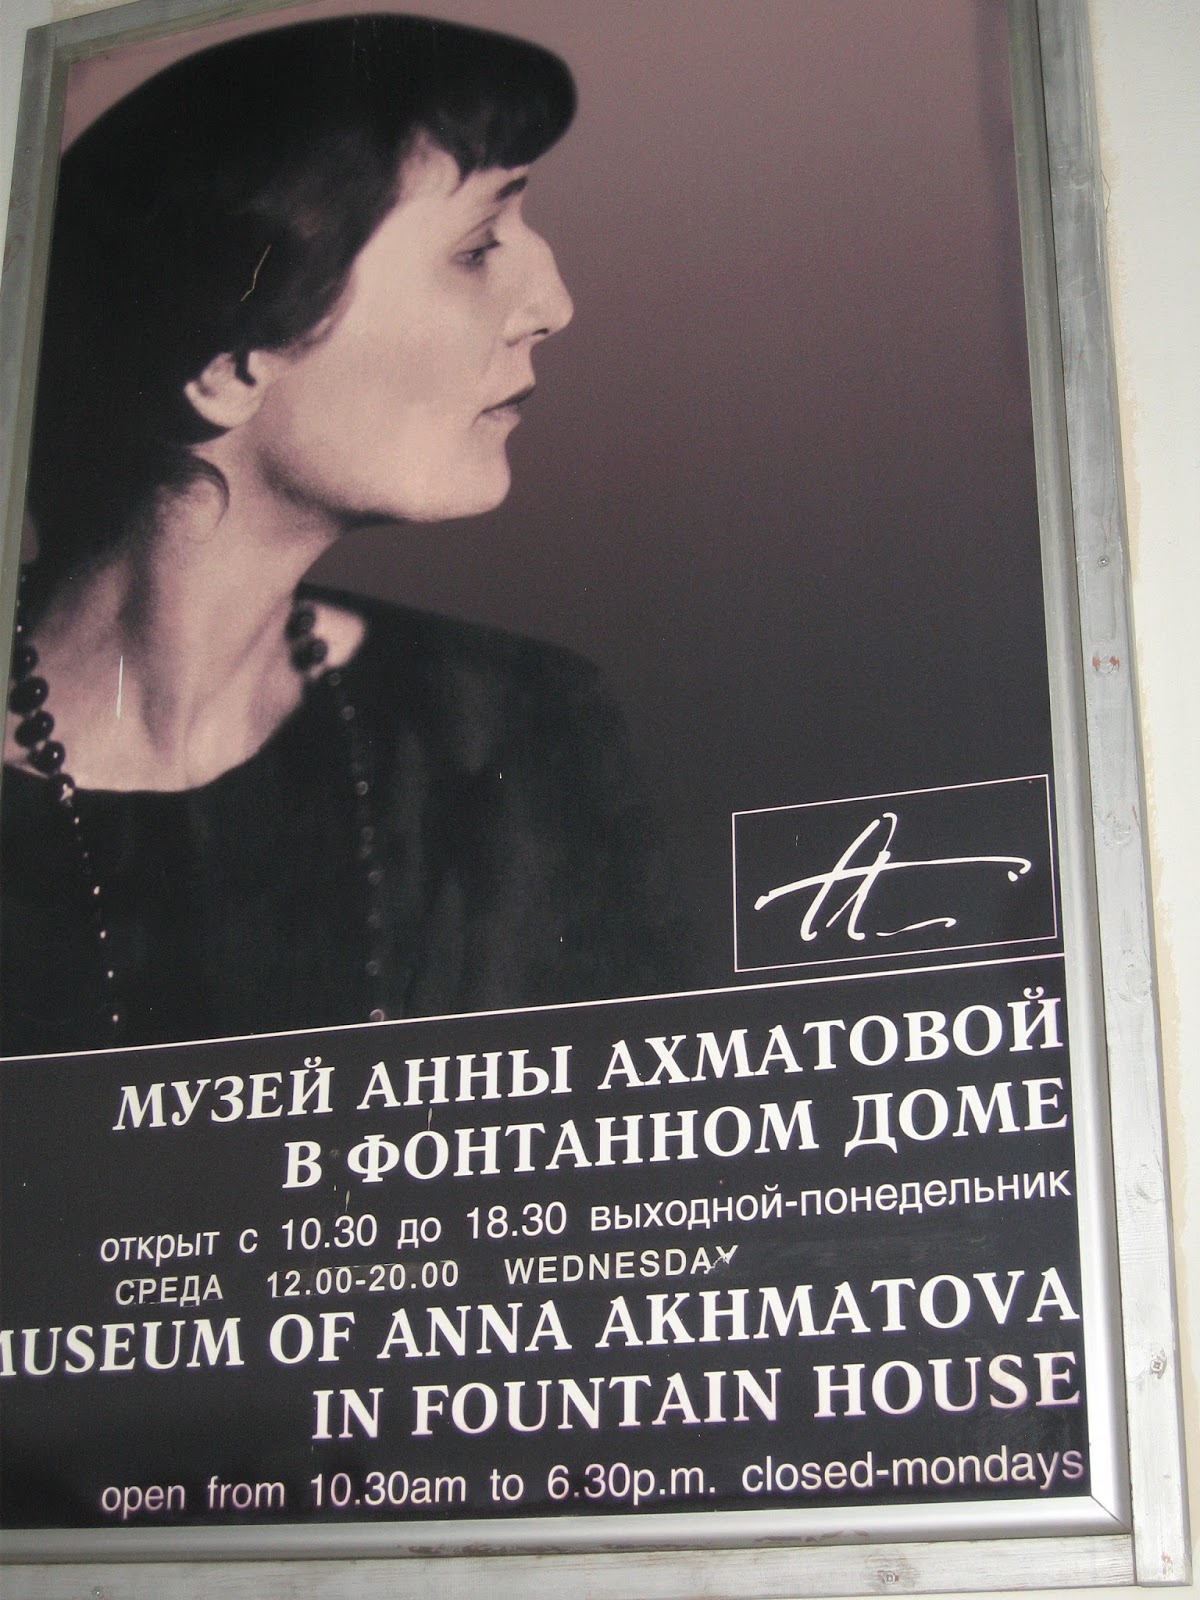 МУЗЕЙ АННЫ АХМАТОВОЙ
В ФОНТАННОМ ДОМЕ
открыт с 10.30 до 18.30 выходной-понедельник
СРЕДА 12.00-20.00 WEDNESDAY
MUSEUM OF ANNA AKHMATOVA
IN FOUNTAIN HOUSE
open from 10.30am to 6.30p.m. closed-mondays